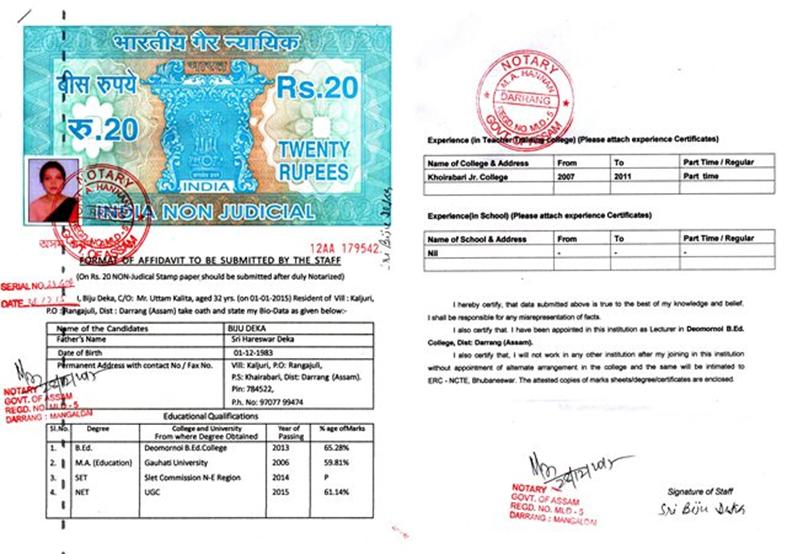 भारतीय गैर न्यायिक
बीस रुपये
Rs.20
रु.20
TWENTY
RUPEES
INDIA
INDIA NON JUDICIAL
12AA 179542
Sri Biju Deka
FORMAT OF AFFIDAVIT TO BE SUBMITTED BY THE STAFF
(On Rs. 20 NON-Judical Stamp paper should be submitted after duly Notarized)
SERIAL NO.
DATE
I, Biju Deka, C/O: Mr. Uttam Kalita, aged 32 yrs. (on 01-01-2015) Resident of Vill : Kaljuri,
P.O : Rangajuli, Dist : Darrang (Assam) take oath and state my Bio-Data as given below:-
Name of the Candidates BIJU DEKA
Father's Name Sri Hareswar Deka
Date of Birth 01-12-1983
Permanent Address with contact No / Fax No. Vill: Kaljuri, P.O: Rangajuli,
P.S: Khairabari, Dist: Darrang (Assam).
Pin: 784522,
P.h. No: 97077 99474
NOTARY
GOVT. OF ASSAM
REGD. NO. MLD - 5
DARRANG : MANGALDAI
Educational Qualifications
Sl.No. Degree College and University From where Degree Obtained Year of Passing % age of Marks
1. B.Ed. Deomornoi B.Ed.College 2013 65.28%
2. M.A. (Education) Gauhati University 2006 59.81%
3. SET Slet Commission N-E Region 2014 P
4. NET UGC 2015 61.14%
NOTARY
M. A. HANNAN
DARRANG
REGD. NO. MLD - 5
GOVT. OF ASSAM
Experience (in Teacher Training college) (Please attach experience Certificates)
Name of College & Address From To Part Time / Regular
Khoirabari Jr. College 2007 2011 Part time
Experience(in School) (Please attach experience Certificates)
Name of School & Address From To Part Time / Regular
Nil - - -
I hereby certify, that data submitted above is true to the best of my knowledge and belief.
I shall be responsible for any misrepresentation of facts.
I also certify that. I have been appointed in this institution as Lecturer in Deomornoi B.Ed.
College, Dist: Darrang (Assam).
I also certify that, I will not work in any other institution after my joining in this institution
without appointment of alternate arrangement in the college and the same will be intimated to
ERC - NCTE, Bhubaneswar. The attested copies of marks sheets/degree/certificates are enclosed.
NOTARY
GOVT. OF ASSAM
REGD. NO. MLD - 5
DARRANG : MANGALDAI
Signature of Staff
Sri Biju Deka